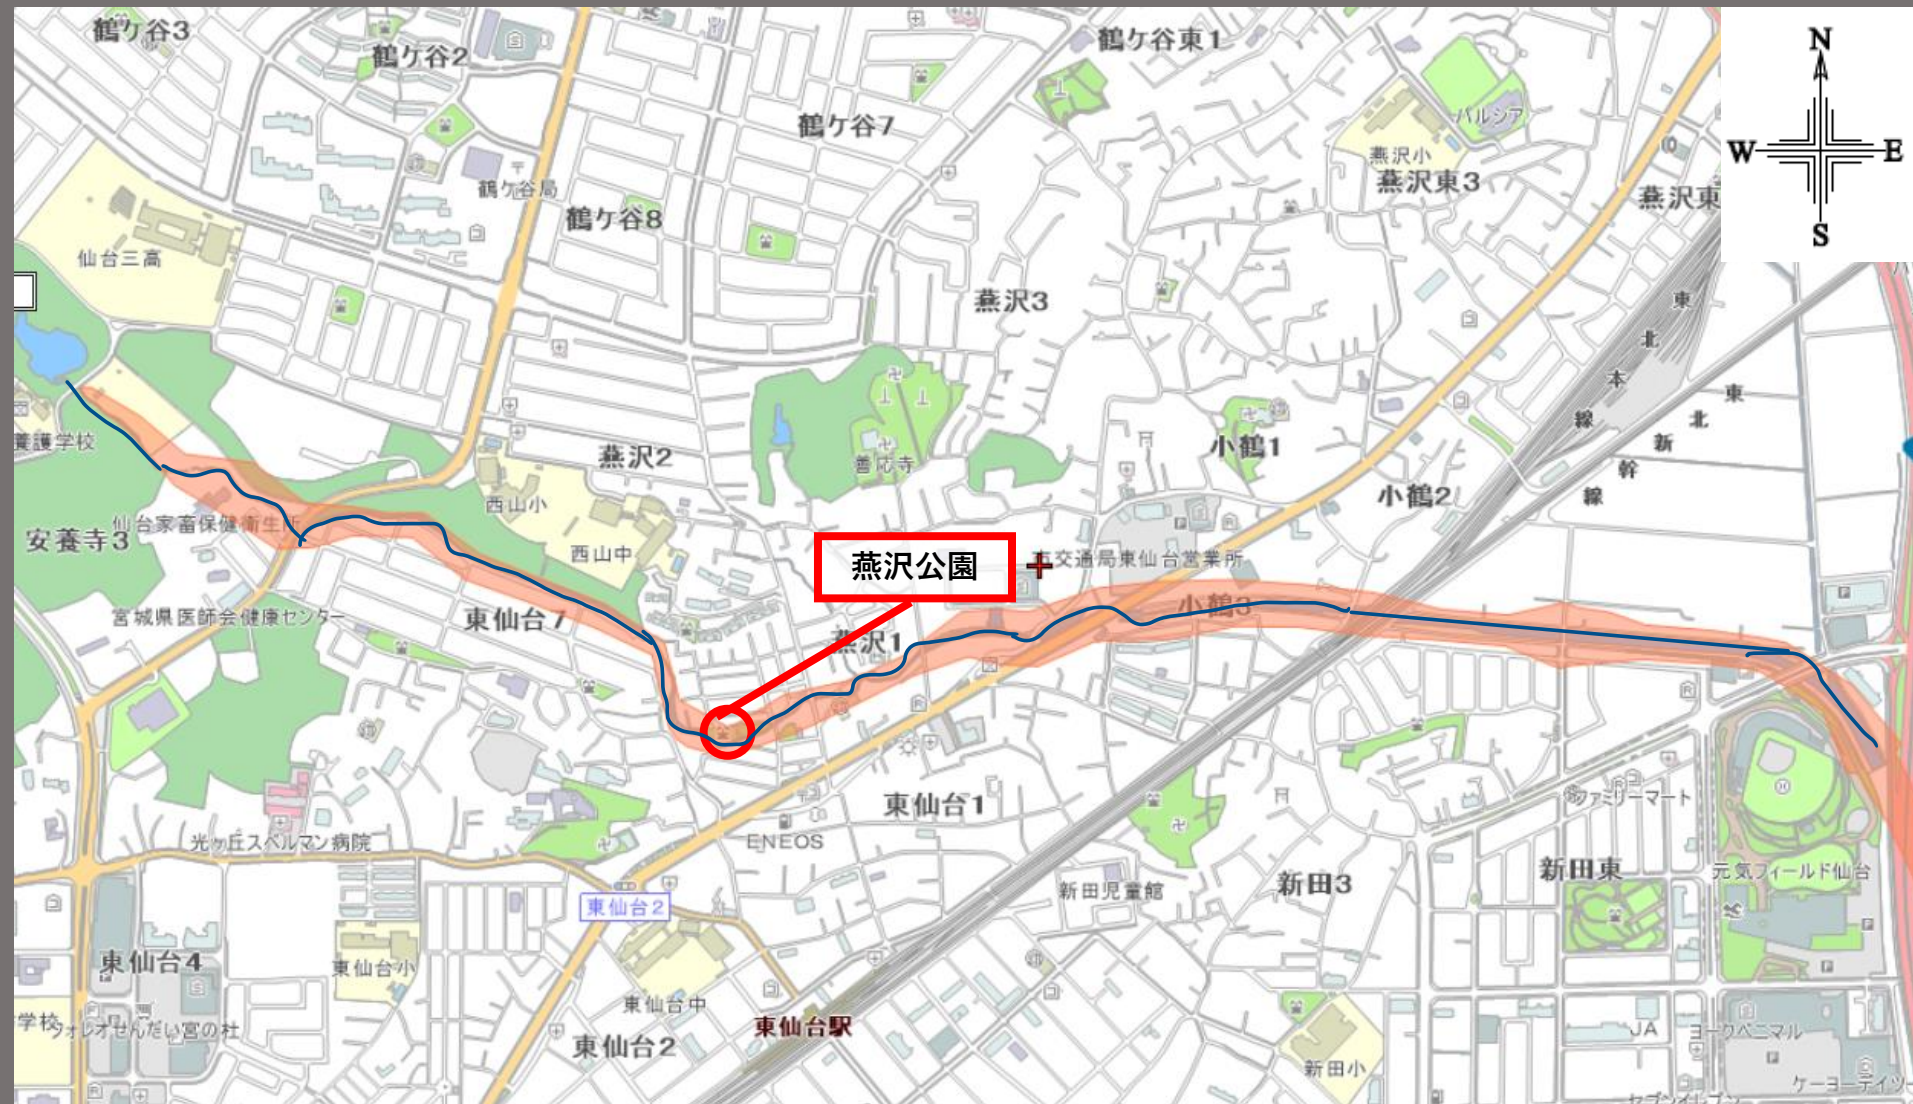 鶴ケ谷3
鶴ケ谷2
鶴ケ谷東1
N
鶴ケ谷7
パルシア
W
E
燕沢小
燕沢東3
鶴ケ谷局
鶴ケ谷8
燕沢東
S
仙台三高
燕沢3
東
北
本
線
東
北
新
幹
線
養護学校
燕沢2
善応寺
小鶴1
小鶴2
西山小
安養寺3
仙台家畜保健衛生所
西山中
燕沢公園
市交通局東仙台営業所
宮城県医師会健康センター
東仙台7
燕沢1
小鶴3
東仙台1
ファミリーマート
光ヶ丘スペルマン病院
ENEOS
新田児童館
新田3
新田東
元気フィールド仙台
東仙台2
東仙台4
東仙台小
東仙台中
東仙台駅
学校
フォレオせんだい宮の杜
東仙台2
JA
ヨークベニマル
新田小
ケーヨーデイツー
セブンイレブン